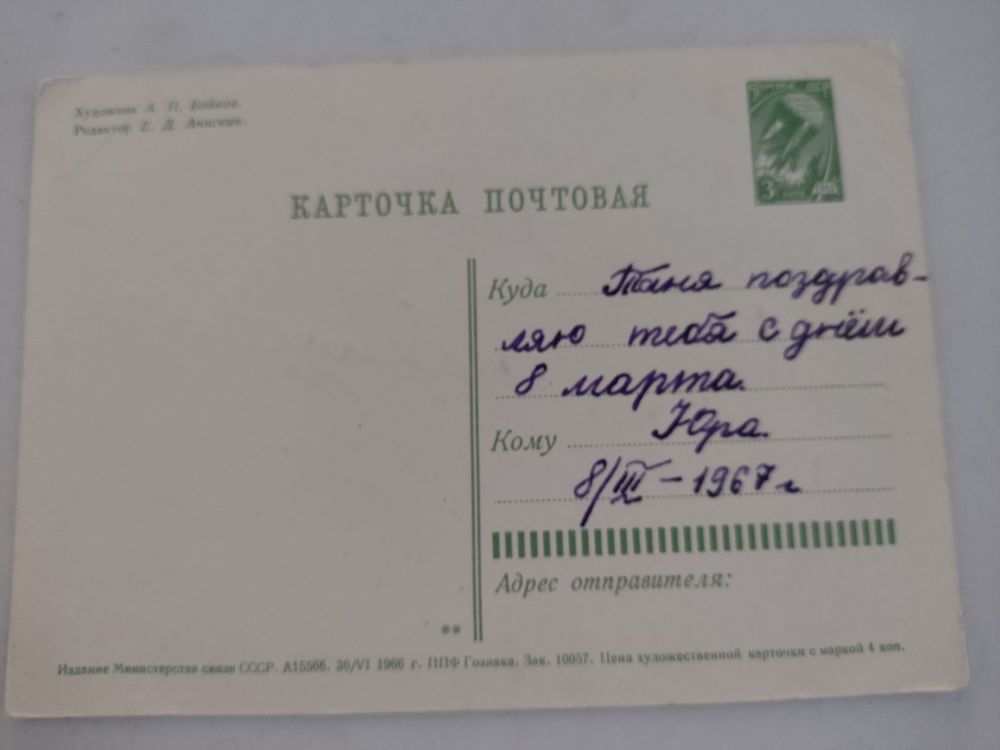 Художник А. П. Бойков.
Редактор Е. Д. Анискин.
3
КАРТОЧКА ПОЧТОВАЯ
Куда Таня поздрав-
ляю тебя с днём
8 марта.
Кому Юра.
8/III – 1967 г
Адрес отправителя:
**
Издание Министерства связи СССР. А15566. 30/VI 1966 г. ППФ Гознака. Зак. 10057. Цена художественной карточки с маркой 4 коп.